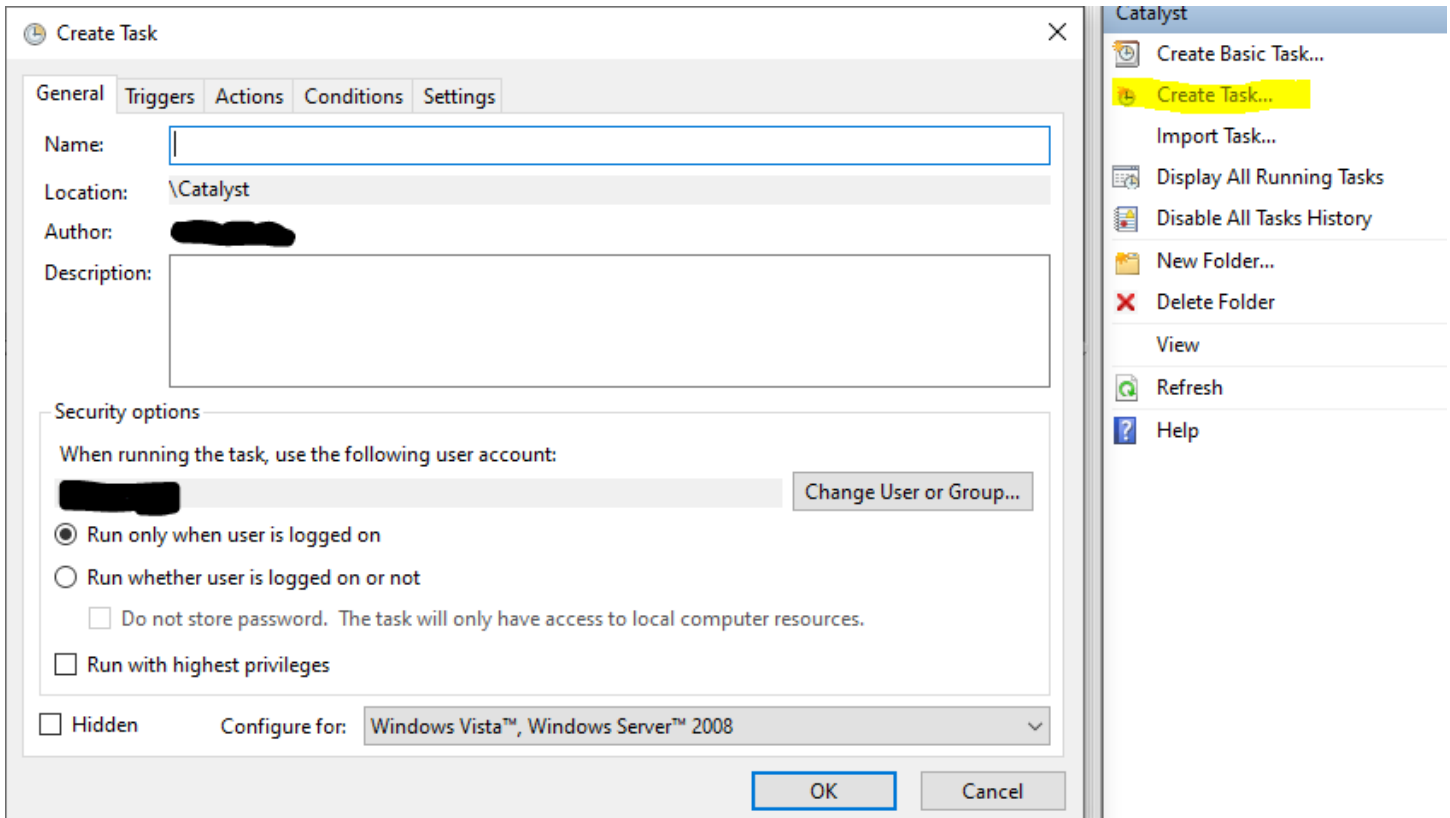 Create Task
General Triggers Actions Conditions Settings
Name:
Location: \Catalyst
Author:
Description:
Security options
When running the task, use the following user account:
Change User or Group...
Run only when user is logged on
Run whether user is logged on or not
Do not store password. The task will only have access to local computer resources.
Run with highest privileges
Hidden Configure for: Windows Vista™, Windows Server™ 2008
OK Cancel
Catalyst
Create Basic Task...
Create Task...
Import Task...
Display All Running Tasks
Disable All Tasks History
New Folder...
Delete Folder
View
Refresh
Help